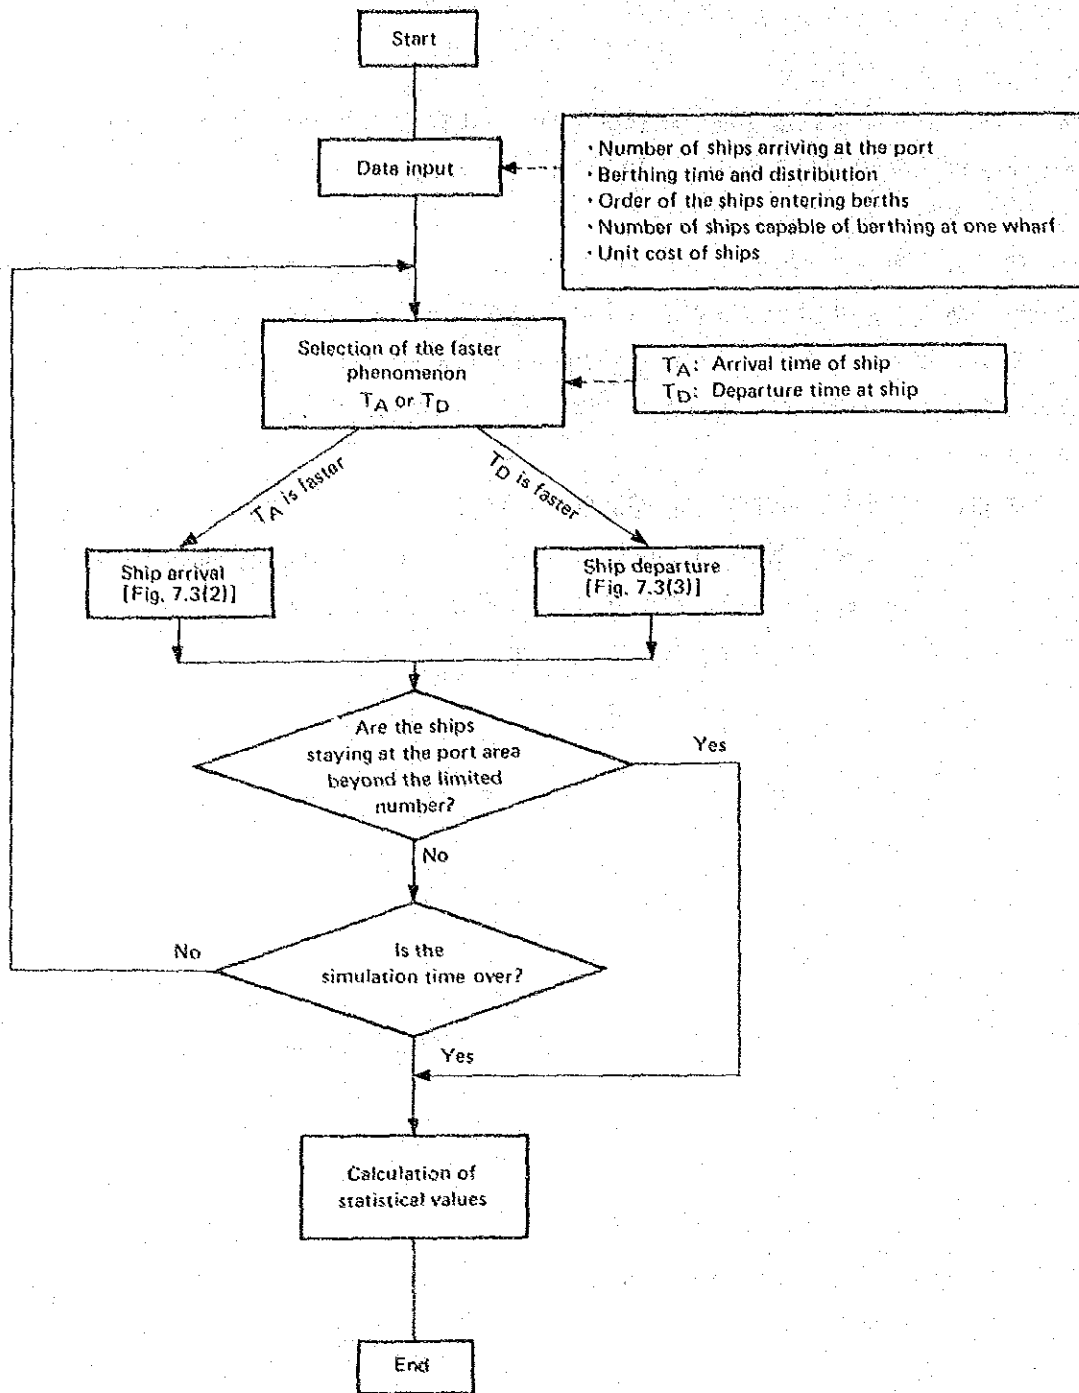 Start
Data input
· Number of ships arriving at the port
· Berthing time and distribution
· Order of the ships entering berths
· Number of ships capable of berthing at one wharf
· Unit cost of ships
Selection of the faster
phenomenon
TA or TD
TA: Arrival time of ship
TD: Departure time at ship
TA is faster
TD is faster
Ship arrival
[Fig. 7.3(2)]
Ship departure
[Fig. 7.3(3)]
Are the ships
staying at the port area
beyond the limited
number?
Yes
No
Is the
simulation time over?
No
Yes
Calculation of
statistical values
End